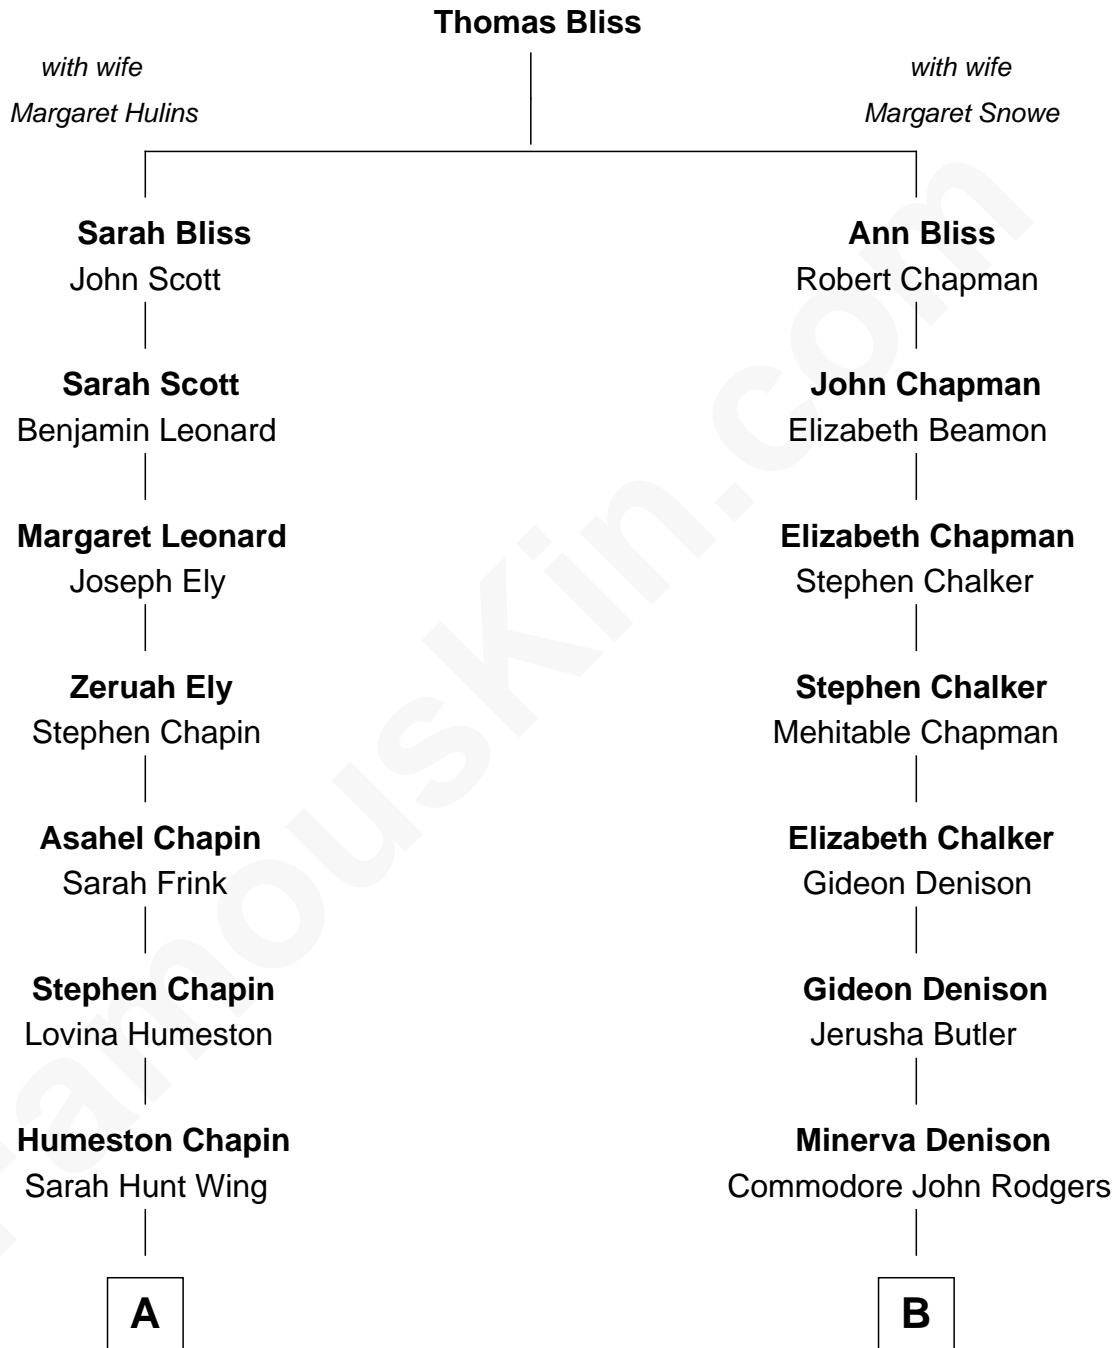 Thomas Bliss
with wife
Margaret Hulins
with wife
Margaret Snowe
Sarah Bliss
John Scott
Ann Bliss
Robert Chapman
Sarah Scott
Benjamin Leonard
John Chapman
Elizabeth Beamon
Margaret Leonard
Joseph Ely
Elizabeth Chapman
Stephen Chalker
Zeruah Ely
Stephen Chapin
Stephen Chalker
Mehitable Chapman
Asahel Chapin
Sarah Frink
Elizabeth Chalker
Gideon Denison
Stephen Chapin
Lovina Humeston
Gideon Denison
Jerusha Butler
Humeston Chapin
Sarah Hunt Wing
Minerva Denison
Commodore John Rodgers
A
B
FamousKin.com